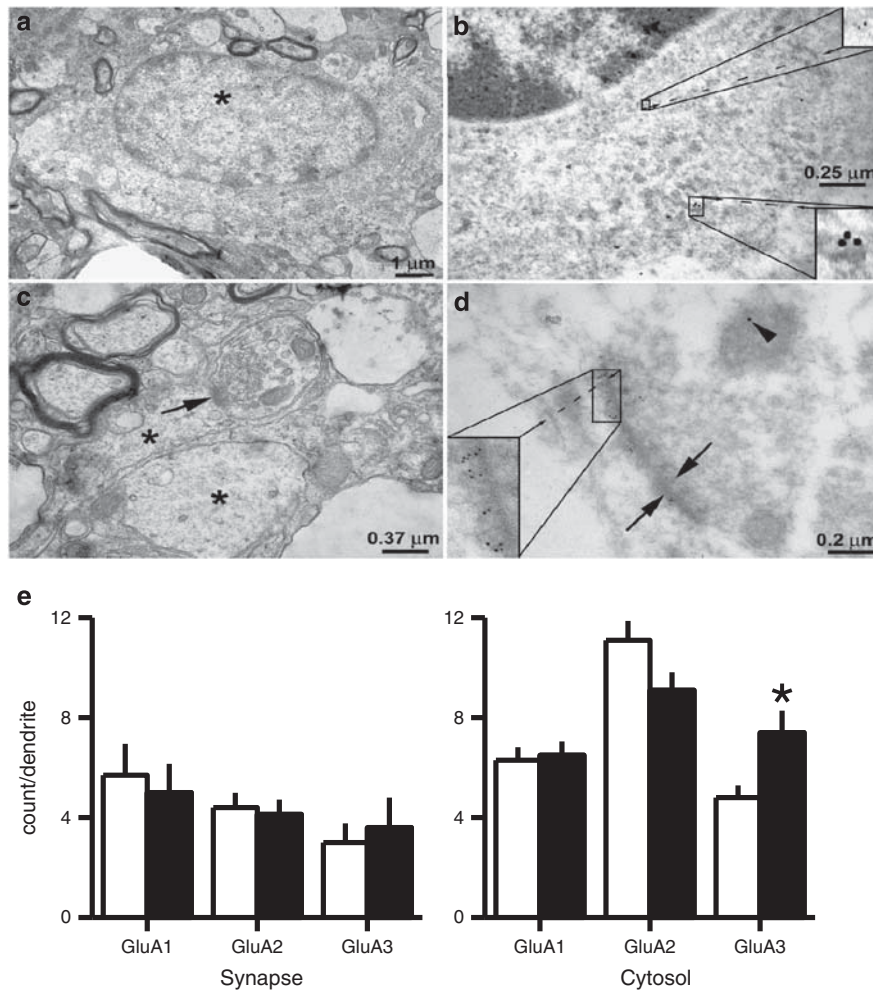 a
*
1 μm
b
0.25 μm
c
*
*
0.37 μm
d
0.2 μm
e
count/dendrite
12
8
4
0
GluA1 GluA2 GluA3
Synapse
12
8
4
0
*
GluA1 GluA2 GluA3
Cytosol